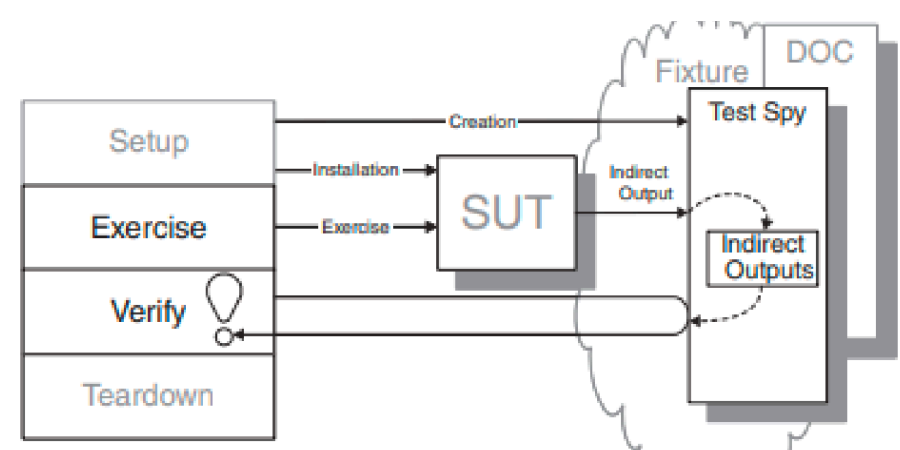 DOC
Fixture
Test Spy
Creation
Setup
Installation
Indirect
Output
SUT
Exercise
Exercise
Indirect
Outputs
Verify
Teardown